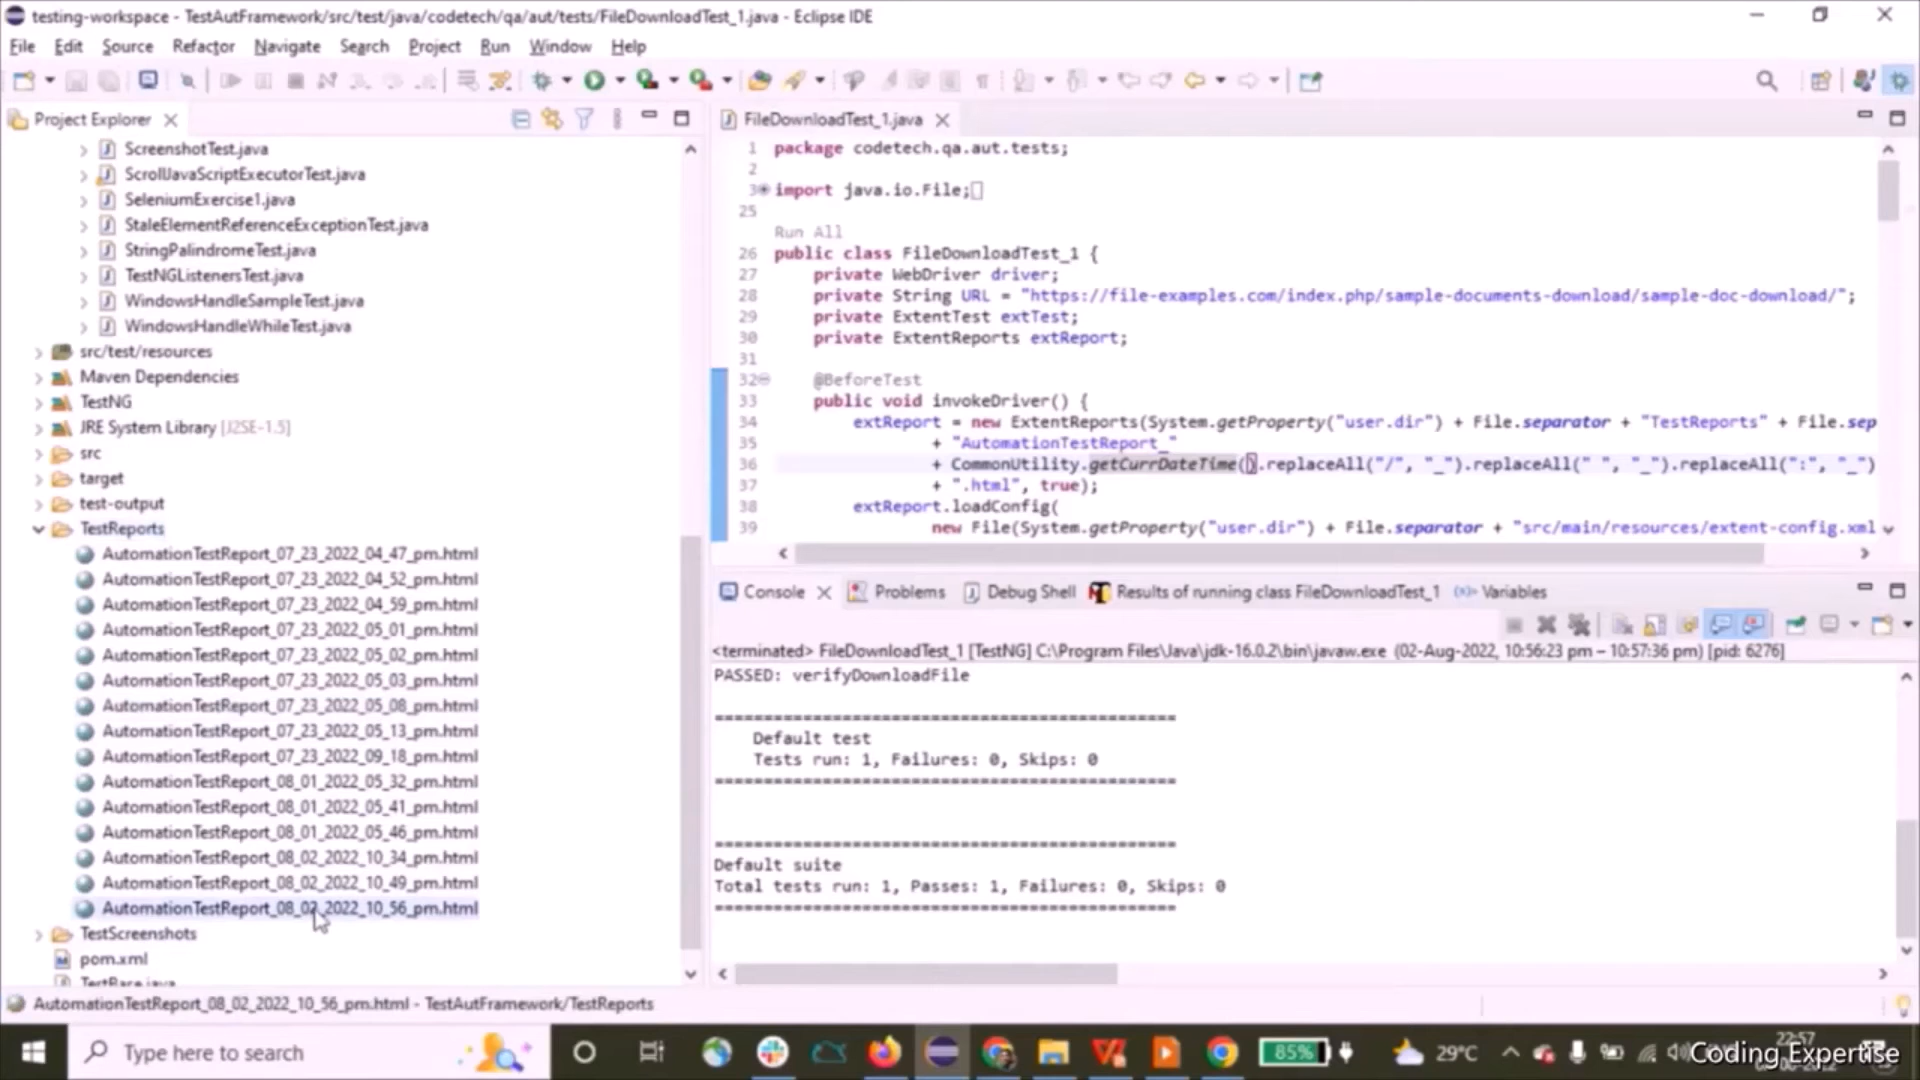 testing-workspace - TestAutFramework/src/test/java/codetech/qa/aut/tests/FileDownloadTest_1.java - Eclipse IDE
File Edit Source Refactor Navigate Search Project Run Window Help
Project Explorer
ScreenshotTest.java
ScrollJavaScriptExecutorTest.java
SeleniumExercise1.java
StaleElementReferenceExceptionTest.java
StringPalindromeTest.java
TestNGListenersTest.java
WindowsHandleSampleTest.java
WindowsHandleWhileTest.java
src/test/resources
Maven Dependencies
TestNG
JRE System Library [J2SE-1.5]
src
target
test-output
TestReports
AutomationTestReport_07_23_2022_04_47_pm.html
AutomationTestReport_07_23_2022_04_52_pm.html
AutomationTestReport_07_23_2022_04_59_pm.html
AutomationTestReport_07_23_2022_05_01_pm.html
AutomationTestReport_07_23_2022_05_02_pm.html
AutomationTestReport_07_23_2022_05_03_pm.html
AutomationTestReport_07_23_2022_05_08_pm.html
AutomationTestReport_07_23_2022_05_13_pm.html
AutomationTestReport_07_23_2022_09_18_pm.html
AutomationTestReport_08_01_2022_05_32_pm.html
AutomationTestReport_08_01_2022_05_41_pm.html
AutomationTestReport_08_01_2022_05_46_pm.html
AutomationTestReport_08_02_2022_10_34_pm.html
AutomationTestReport_08_02_2022_10_49_pm.html
AutomationTestReport_08_02_2022_10_56_pm.html
TestScreenshots
pom.xml
TestBase.java
FileDownloadTest_1.java
1 package codetech.qa.aut.tests;
2
3 import java.io.File;
25
Run All
26 public class FileDownloadTest_1 {
27 private WebDriver driver;
28 private String URL = "https://file-examples.com/index.php/sample-documents-download/sample-doc-download/";
29 private ExtentTest extTest;
30 private ExtentReports extReport;
31
32 @BeforeTest
33 public void invokeDriver() {
34 extReport = new ExtentReports(System.getProperty("user.dir") + File.separator + "TestReports" + File.sep
35 + "AutomationTestReport_"
36 + CommonUtility.getCurrDateTime().replaceAll("/", "_").replaceAll(" ", "_").replaceAll(":", "_")
37 + ".html", true);
38 extReport.loadConfig(
39 new File(System.getProperty("user.dir") + File.separator + "src/main/resources/extent-config.xml
Console Problems Debug Shell Results of running class FileDownloadTest_1 Variables
<terminated> FileDownloadTest_1 [TestNG] C:\Program Files\Java\jdk-16.0.2\bin\javaw.exe (02-Aug-2022, 10:56:23 pm – 10:57:36 pm) [pid: 6276]
PASSED: verifyDownloadFile
===============================================
Default test
Tests run: 1, Failures: 0, Skips: 0
===============================================
===============================================
Default suite
Total tests run: 1, Passes: 1, Failures: 0, Skips: 0
===============================================
AutomationTestReport_08_02_2022_10_56_pm.html - TestAutFramework/TestReports
Type here to search
85%
29°C
22:57
Coding Expertise